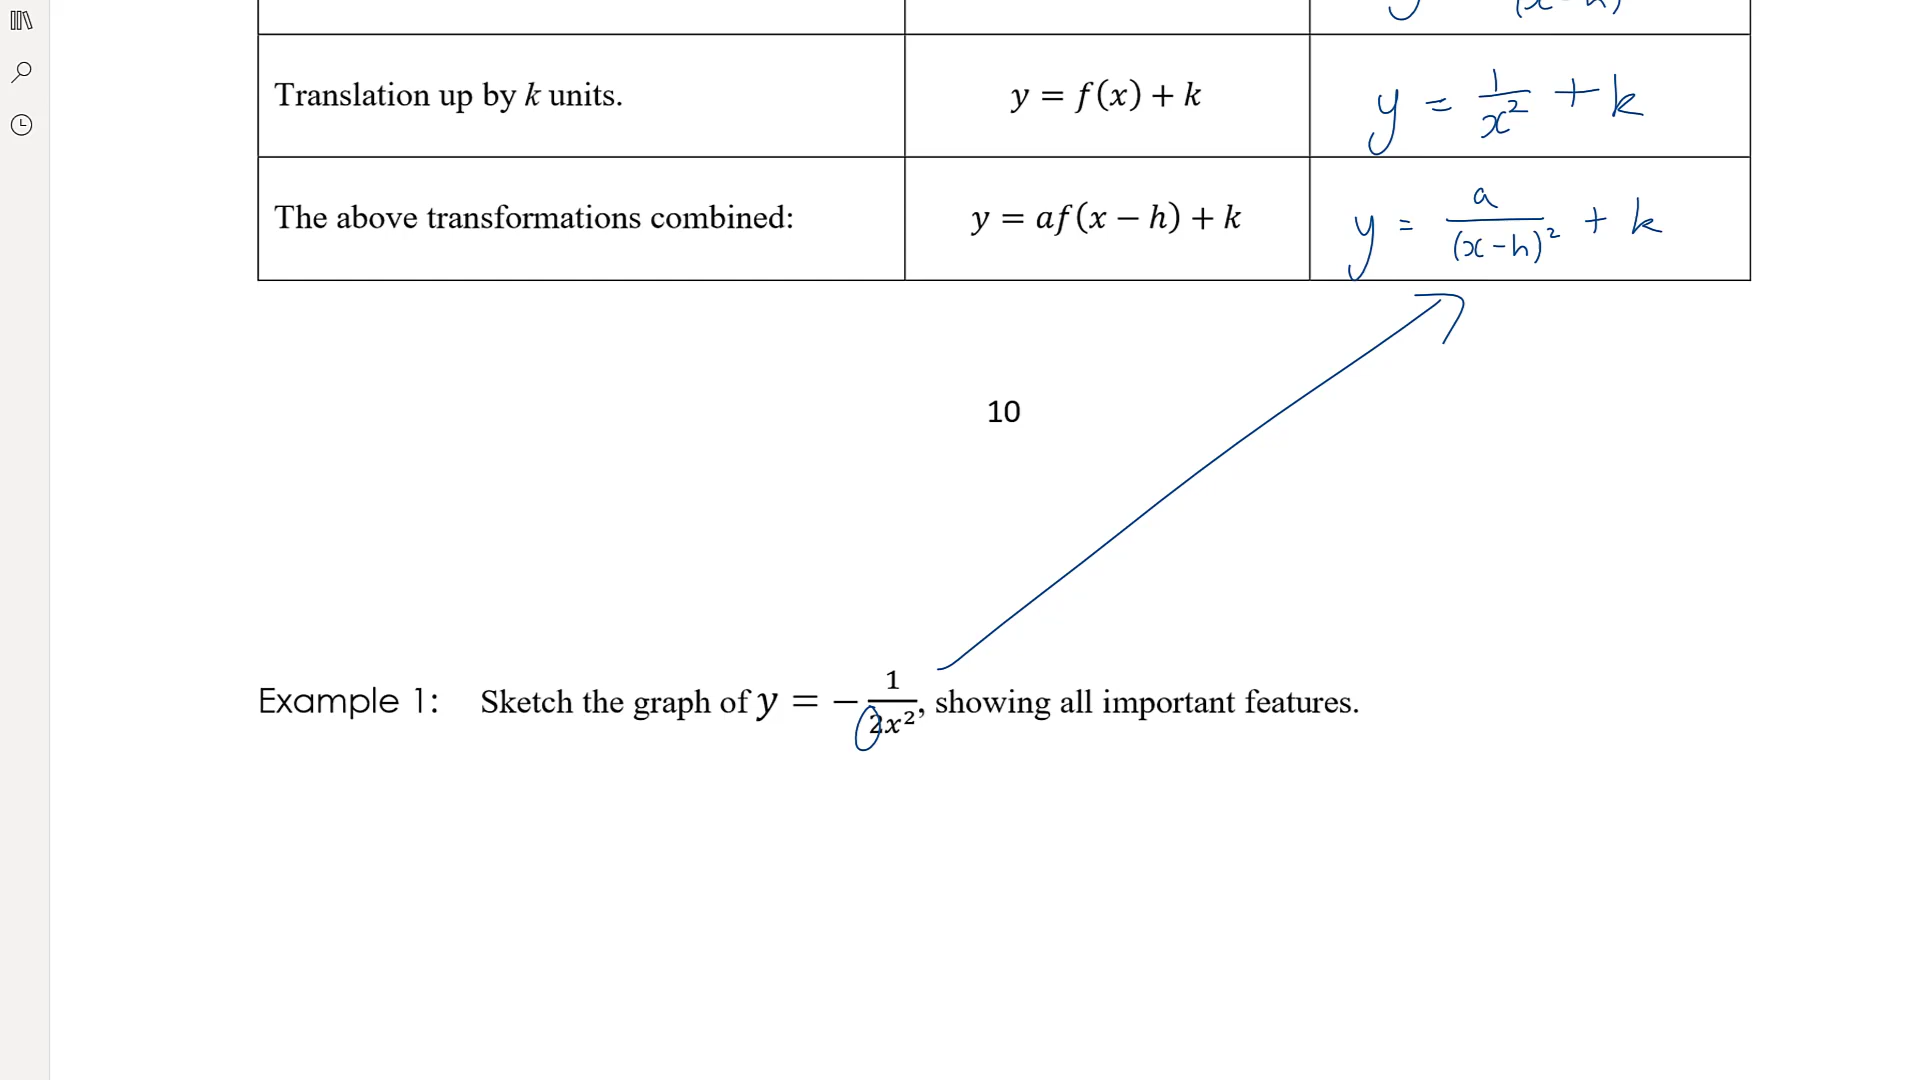 y (x-h)
Translation up by k units. y = f(x) + k y = 1/x² + k
The above transformations combined: y = af(x − h) + k y = a/(x-h)² + k
10
Example 1: Sketch the graph of y = − 1/2x², showing all important features.